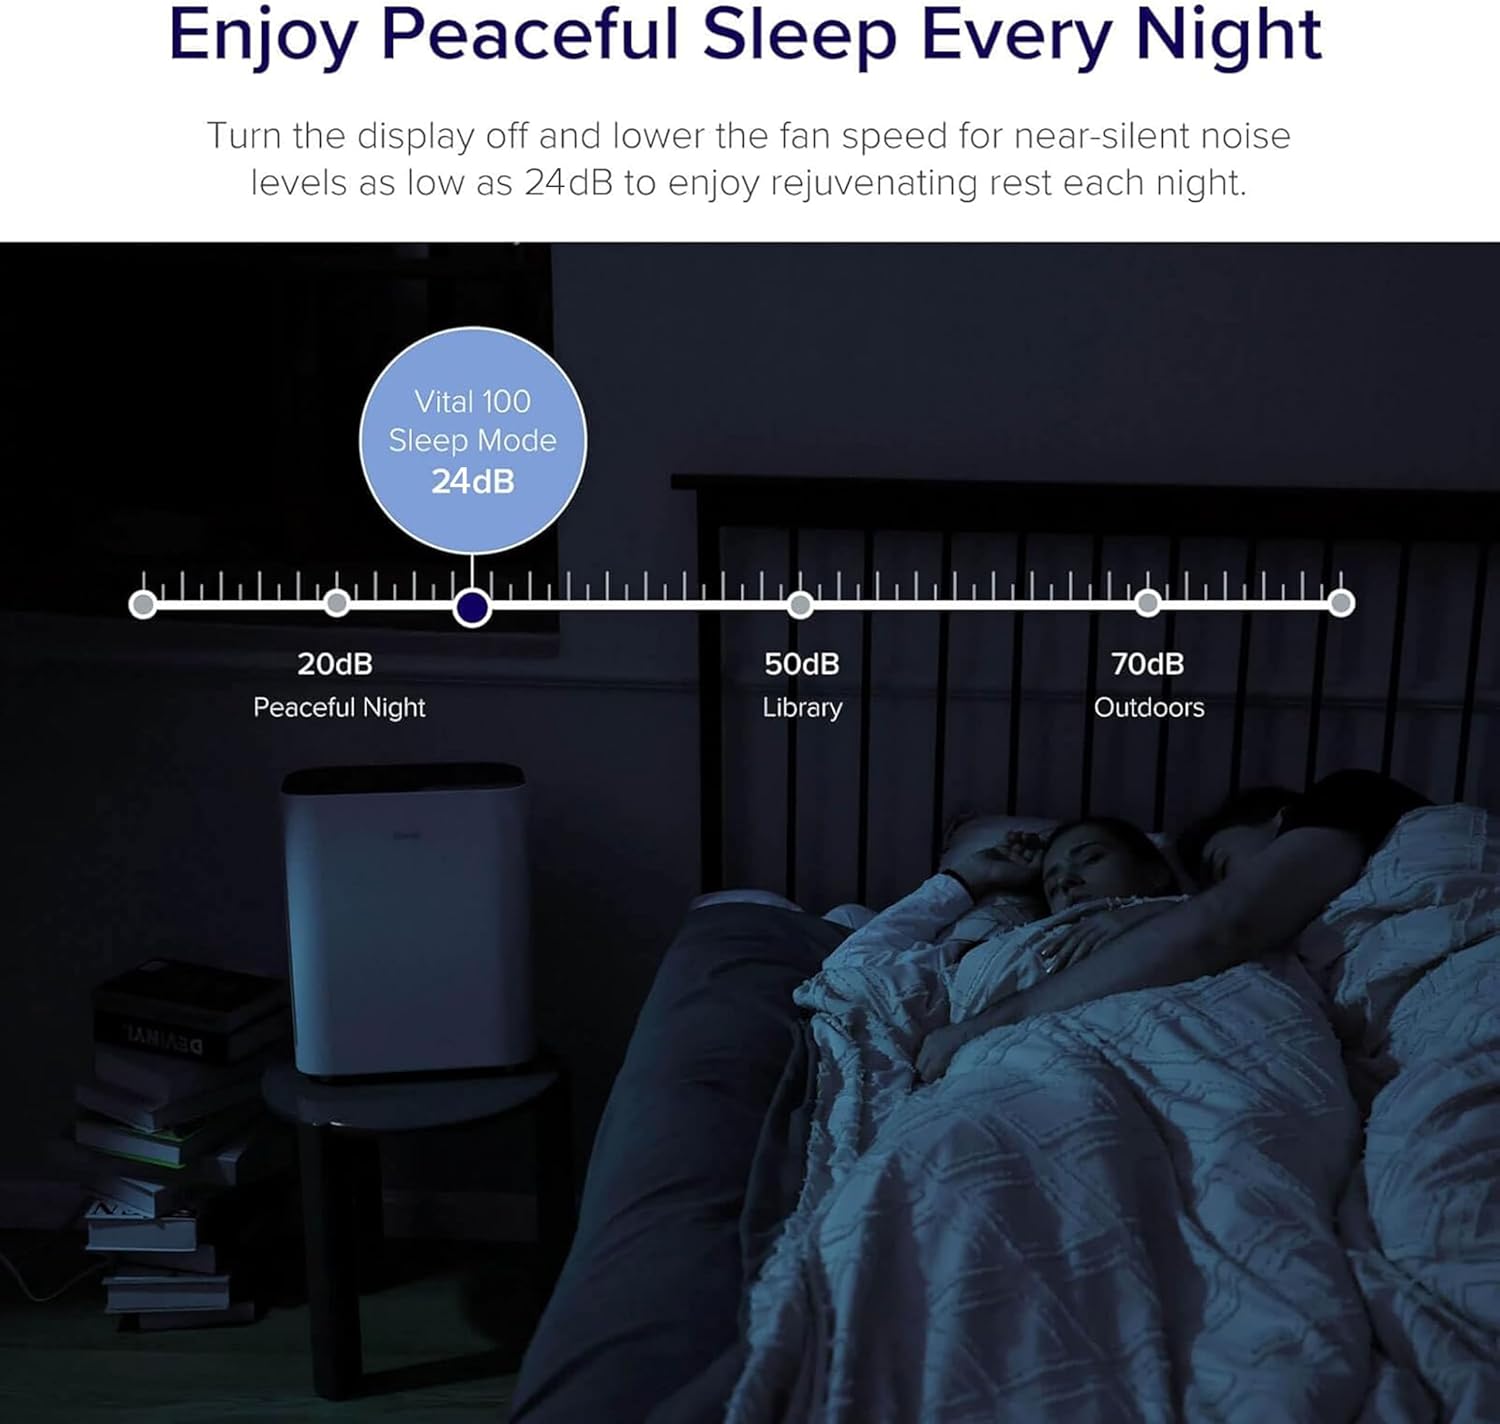 Enjoy Peaceful Sleep Every Night
Turn the display off and lower the fan speed for near-silent noise
levels as low as 24dB to enjoy rejuvenating rest each night.
Vital 100
Sleep Mode
24dB
20dB
Peaceful Night
50dB
Library
70dB
Outdoors